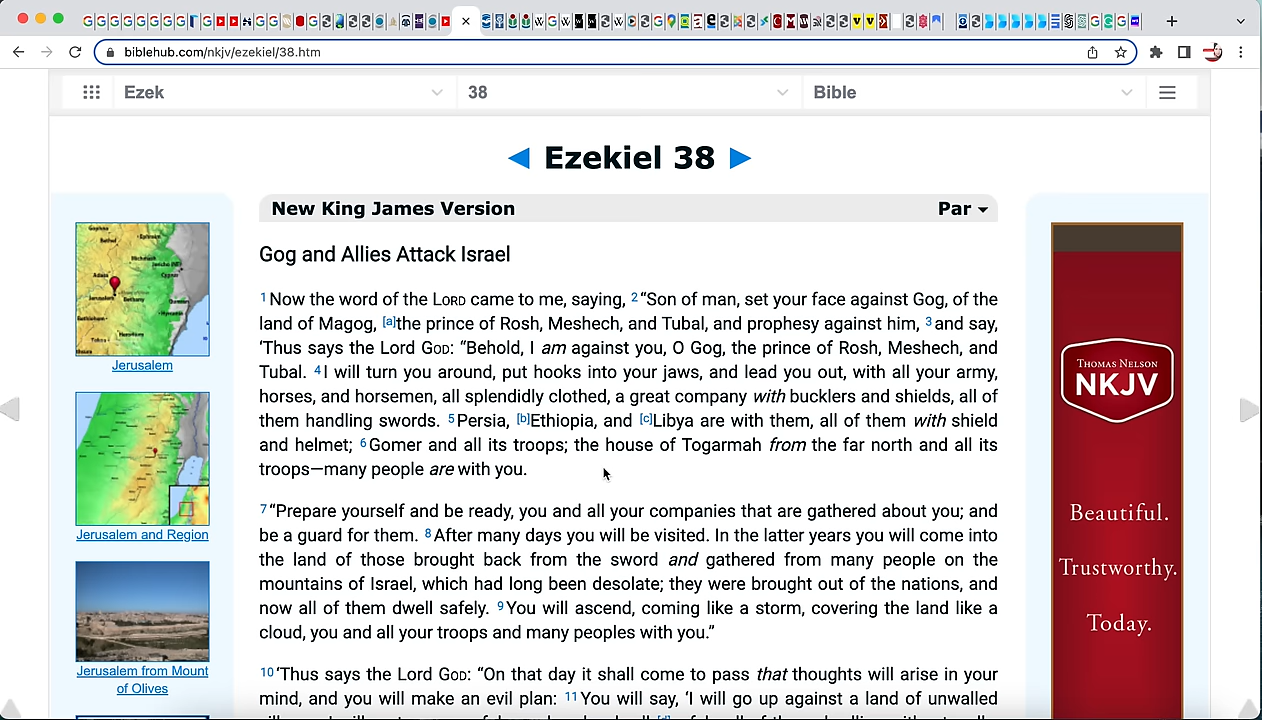 biblehub.com/nkjv/ezekiel/38.htm
Ezek 38 Bible
Ezekiel 38
New King James Version Par
Gog and Allies Attack Israel
1 Now the word of the LORD came to me, saying, 2 “Son of man, set your face against Gog, of the
land of Magog, [a]the prince of Rosh, Meshech, and Tubal, and prophesy against him, 3 and say,
‘Thus says the Lord GOD: “Behold, I am against you, O Gog, the prince of Rosh, Meshech, and
Tubal. 4 I will turn you around, put hooks into your jaws, and lead you out, with all your army,
horses, and horsemen, all splendidly clothed, a great company with bucklers and shields, all of
them handling swords. 5 Persia, [b]Ethiopia, and [c]Libya are with them, all of them with shield
and helmet; 6 Gomer and all its troops; the house of Togarmah from the far north and all its
troops—many people are with you.
7 “Prepare yourself and be ready, you and all your companies that are gathered about you; and
be a guard for them. 8 After many days you will be visited. In the latter years you will come into
the land of those brought back from the sword and gathered from many people on the
mountains of Israel, which had long been desolate; they were brought out of the nations, and
now all of them dwell safely. 9 You will ascend, coming like a storm, covering the land like a
cloud, you and all your troops and many peoples with you.”
10 ‘Thus says the Lord GOD: “On that day it shall come to pass that thoughts will arise in your
mind, and you will make an evil plan: 11 You will say, ‘I will go up against a land of unwalled
Jerusalem
Jerusalem and Region
Jerusalem from Mount
of Olives
THOMAS NELSON
NKJV
Beautiful.
Trustworthy.
Today.